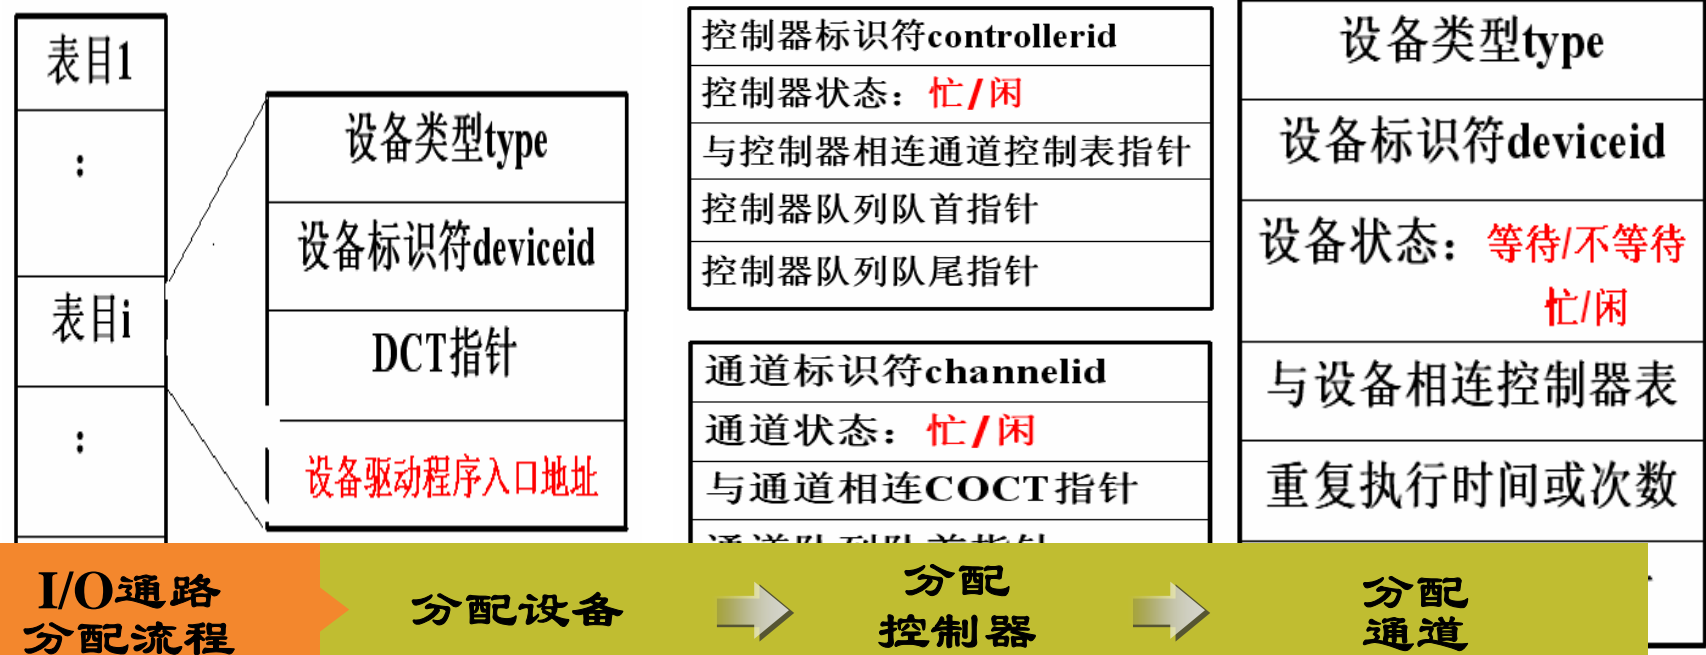 表目1
:
表目i
:
设备类型type
设备标识符deviceid
DCT指针
设备驱动程序入口地址
控制器标识符controllerid
控制器状态：忙/闲
与控制器相连通道控制表指针
控制器队列队首指针
控制器队列队尾指针
通道标识符channelid
通道状态：忙/闲
与通道相连COCT指针
通道队列队首指针
设备类型type
设备标识符deviceid
设备状态：等待/不等待
忙/闲
与设备相连控制器表
重复执行时间或次数
I/O通路
分配流程
分配设备
分配
控制器
分配
通道